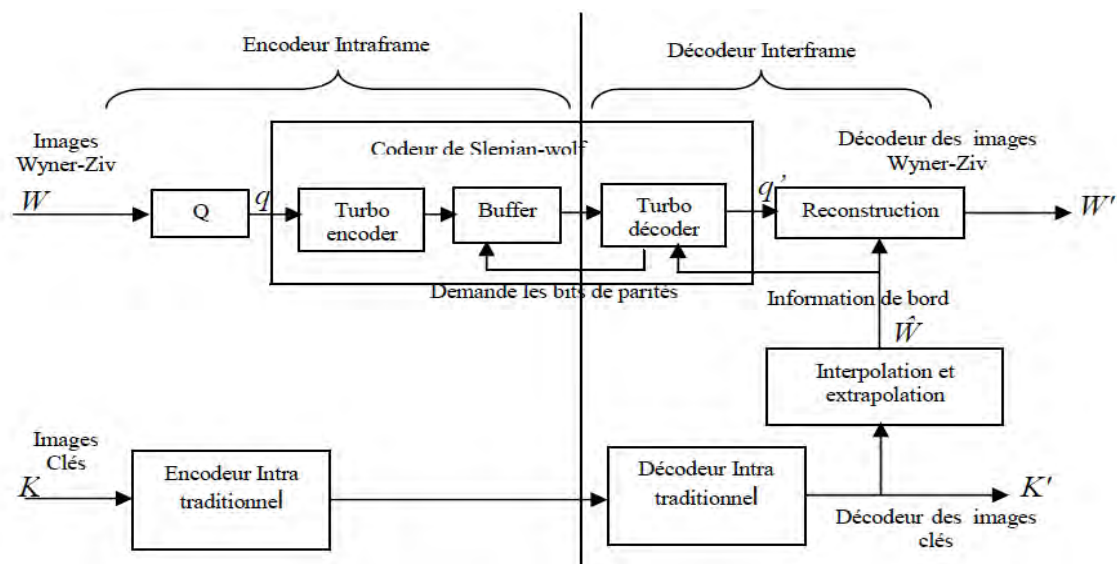 Encodeur Intraframe
Décodeur Interframe
Images
Wyner-Ziv
W
Q
q
Codeur de Slepian-wolf
Turbo
encoder
Buffer
Turbo
décoder
q'
Décodeur des images
Wyner-Ziv
Reconstruction
W'
Demande les bits de parités
Information de bord
Ŵ
Interpolation et
extrapolation
Images
Clés
K
Encodeur Intra
traditionnel
Décodeur Intra
traditionnel
K'
Décodeur des images
clés